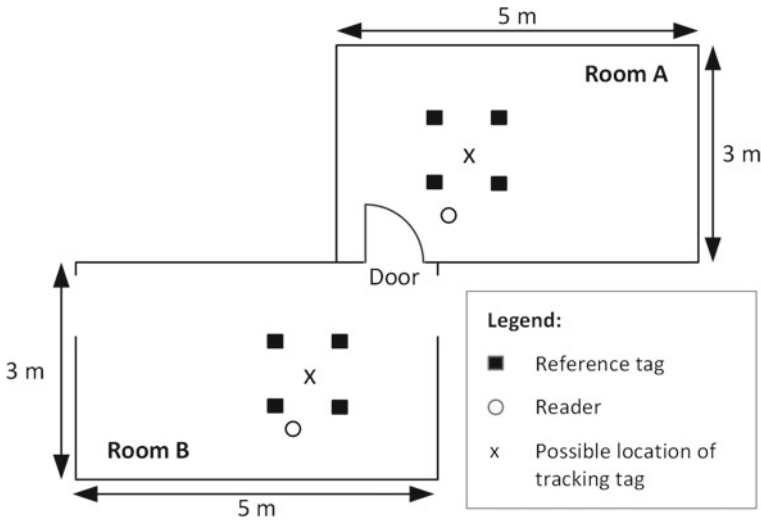 5 m
Room A
3 m
Door
3 m
Room B
5 m
Legend:
Reference tag
Reader
x Possible location of
tracking tag
x
x